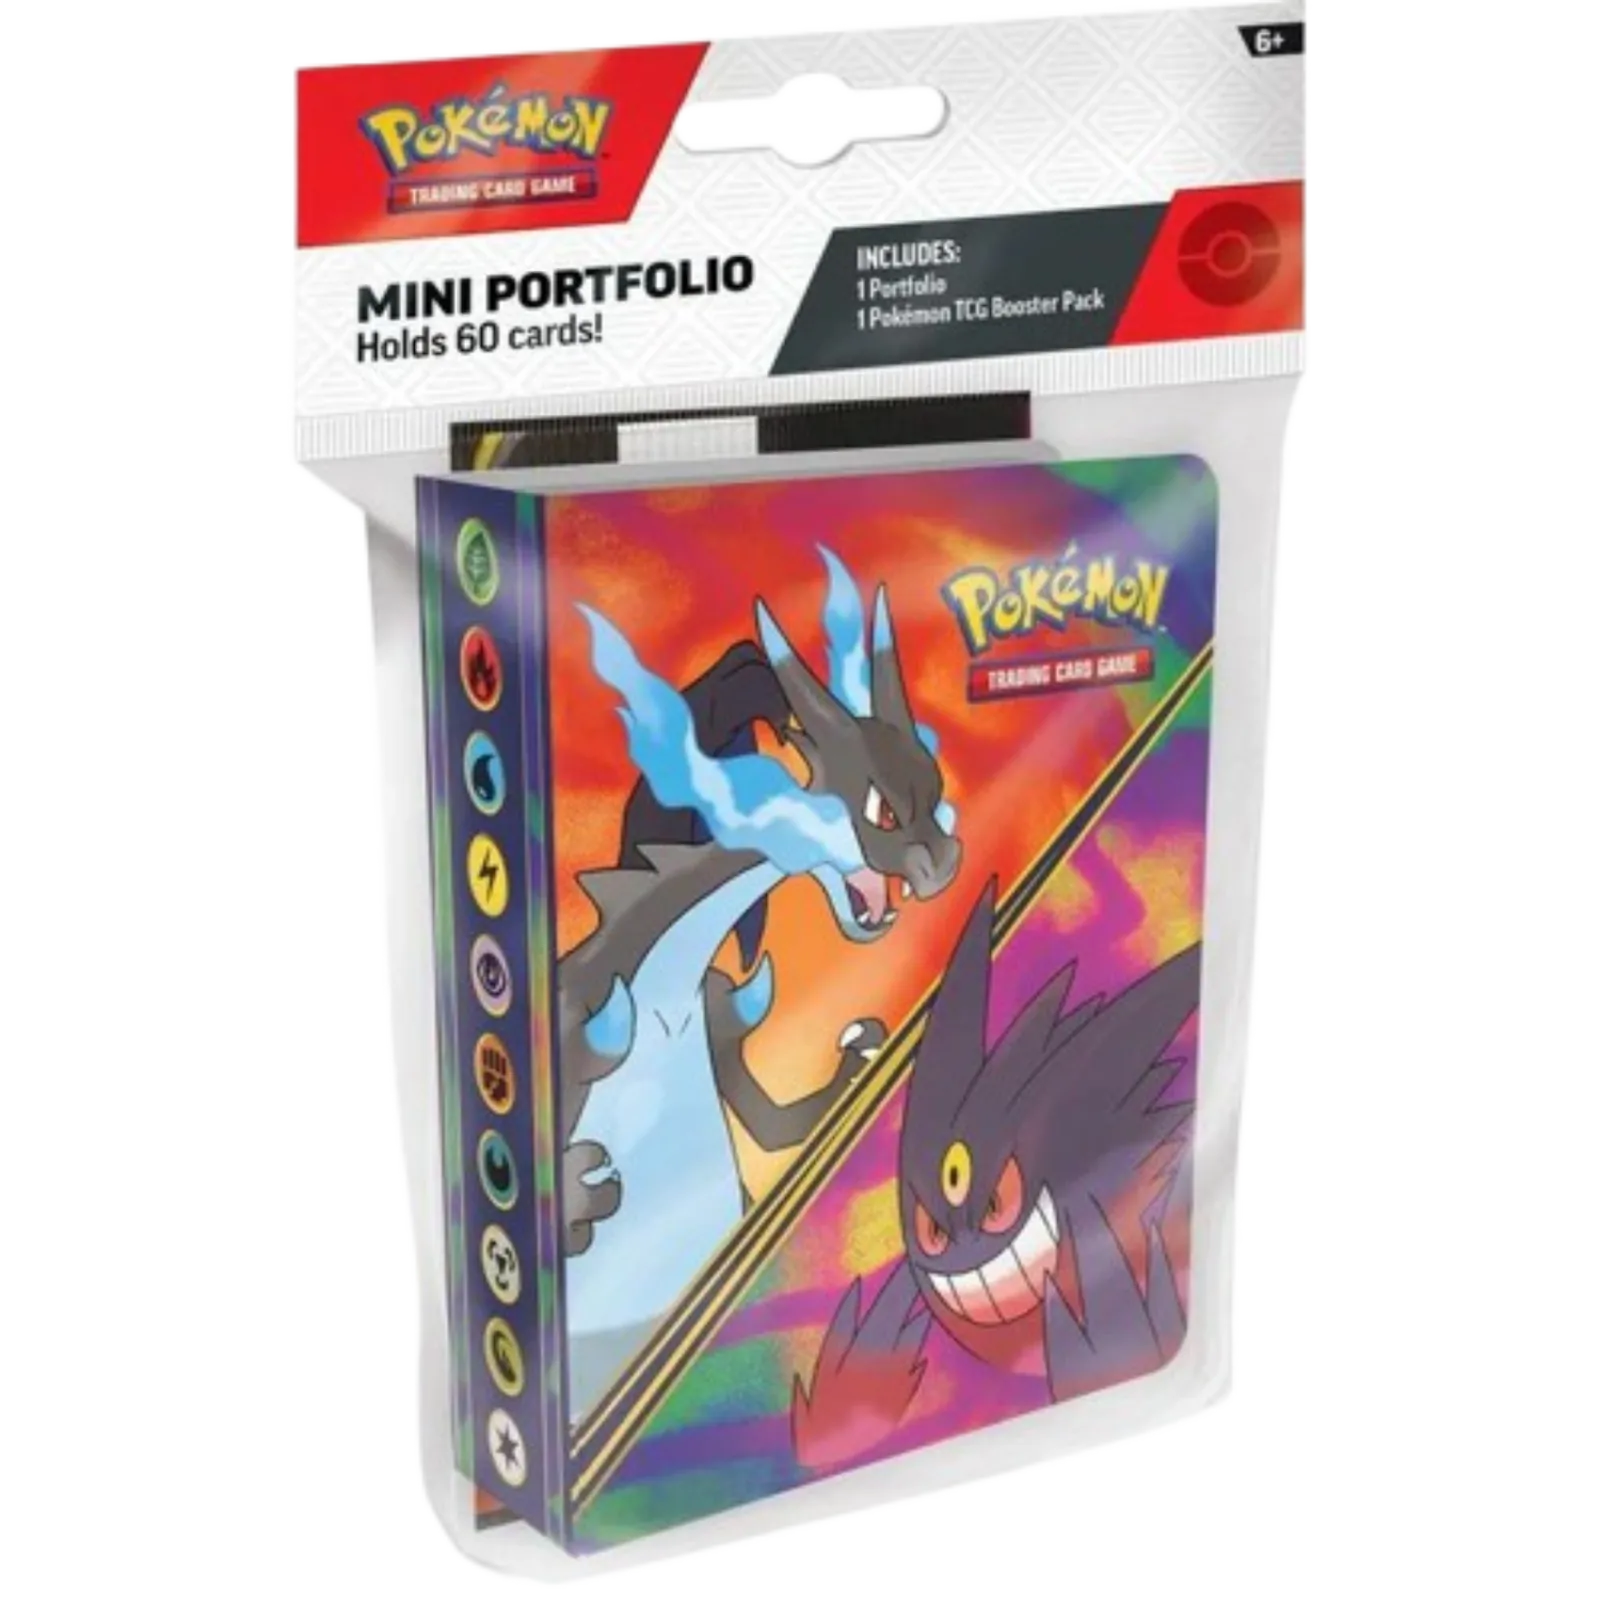 6+
POKéMON
TRADING CARD GAME
MINI PORTFOLIO
Holds 60 cards!
INCLUDES:
1 Portfolio
1 Pokémon TCG Booster Pack
POKéMON
TRADING CARD GAME